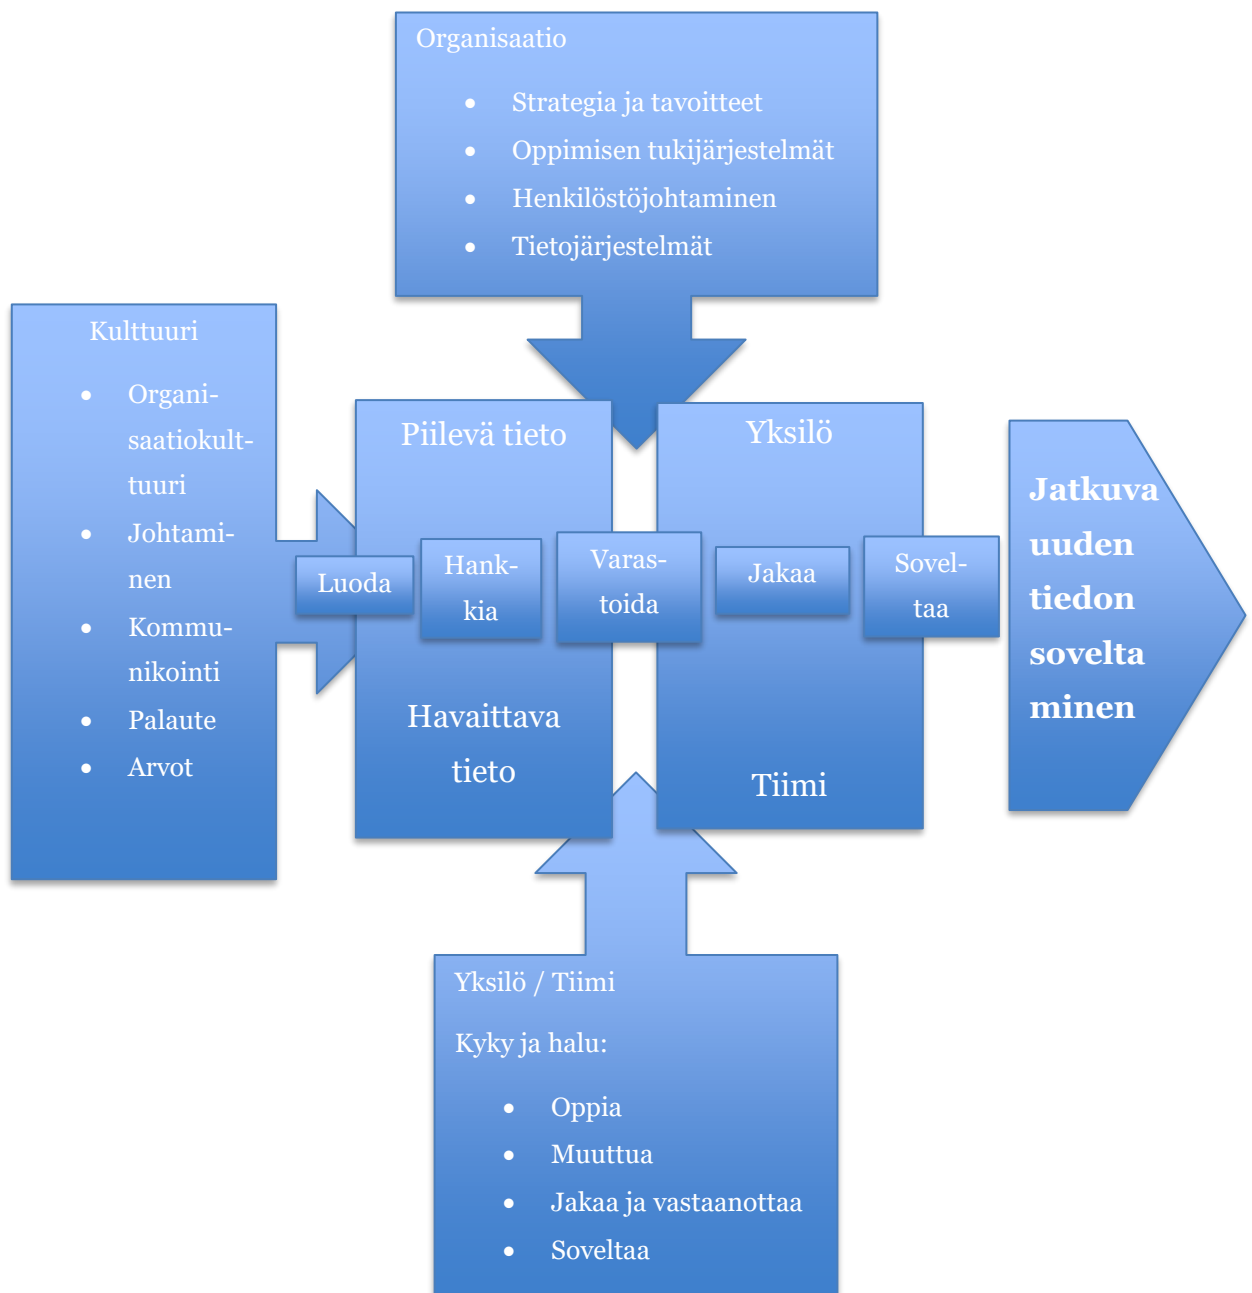 Organisaatio
• Strategia ja tavoitteet
• Oppimisen tukijärjestelmät
• Henkilöstöjohtaminen
• Tietojärjestelmät
Kulttuuri
• Organi-
saatiokult-
tuuri
• Johtami-
nen
• Kommu-
nikointi
• Palaute
• Arvot
Piilevä tieto
Havaittava
tieto
Yksilö
Tiimi
Luoda
Hank-
kia
Varas-
toida
Jakaa
Sovel-
taa
Jatkuva
uuden
tiedon
sovelta
minen
Yksilö / Tiimi
Kyky ja halu:
• Oppia
• Muuttua
• Jakaa ja vastaanottaa
• Soveltaa